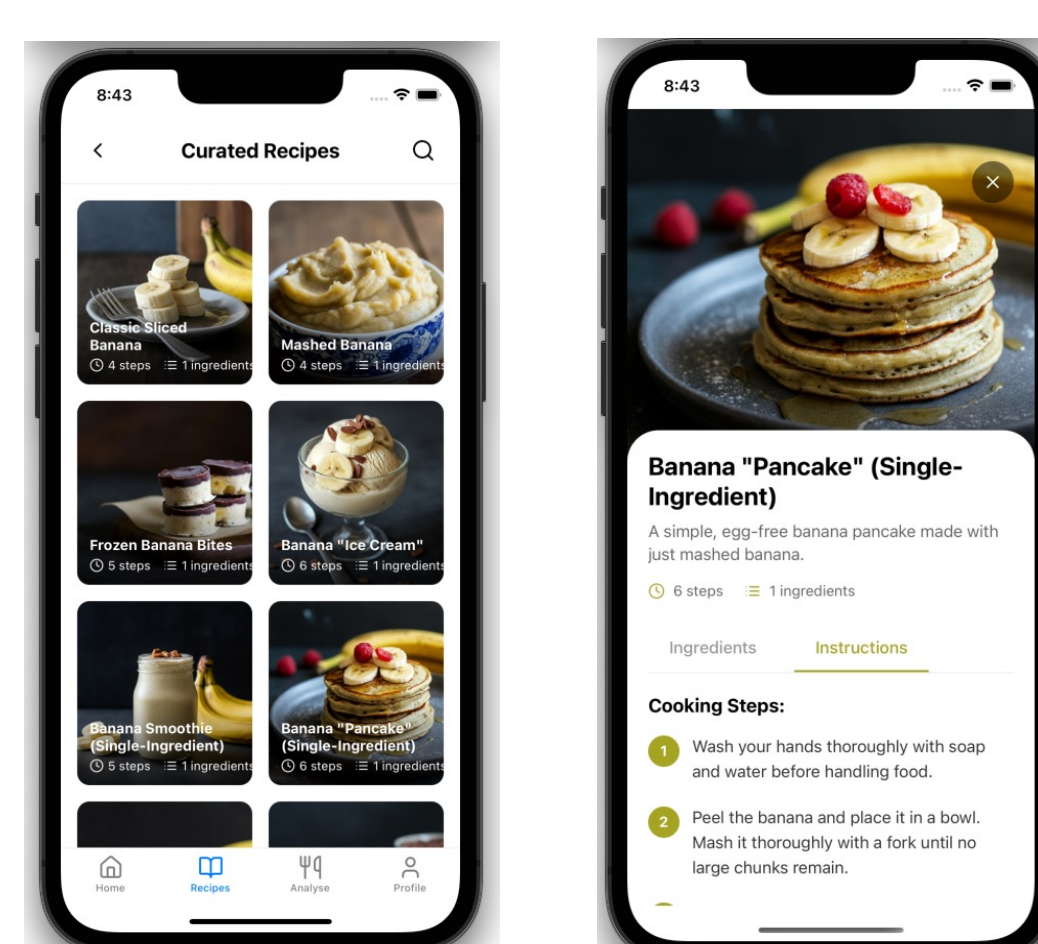 8:43
Curated Recipes
Classic Sliced
Banana
4 steps 1 ingredients
Mashed Banana
4 steps 1 ingredients
Frozen Banana Bites
5 steps 1 ingredients
Banana "Ice Cream"
6 steps 1 ingredients
Banana Smoothie
(Single-Ingredient)
5 steps 1 ingredients
Banana "Pancake"
(Single-Ingredient)
6 steps 1 ingredients
Home
Recipes
Analyse
Profile
8:43
Banana "Pancake" (Single-
Ingredient)
A simple, egg-free banana pancake made with
just mashed banana.
6 steps 1 ingredients
Ingredients
Instructions
Cooking Steps:
1 Wash your hands thoroughly with soap
and water before handling food.
2 Peel the banana and place it in a bowl.
Mash it thoroughly with a fork until no
large chunks remain.